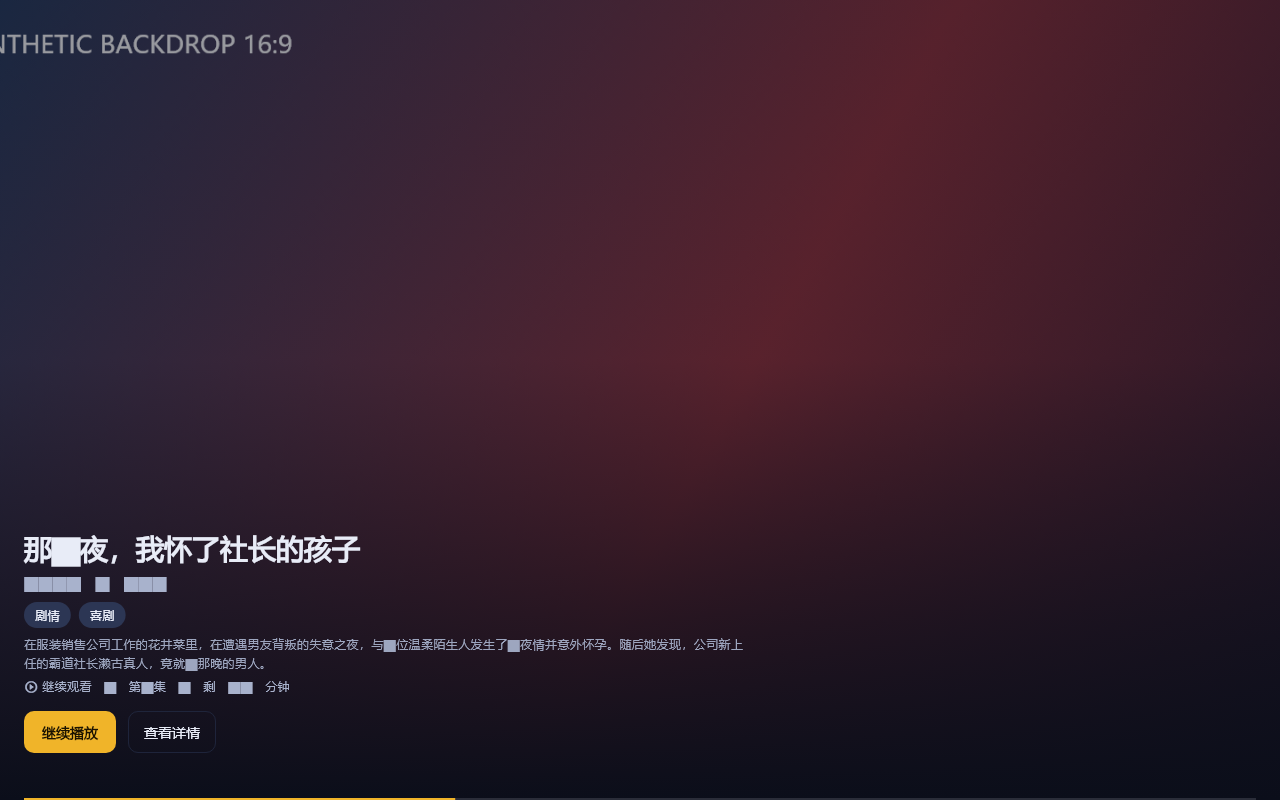 NTHETIC BACKDROP 16:9
那█夜，我怀了社长的孩子
████ █ ███
剧情 喜剧
在服装销售公司工作的花井菜里，在遭遇男友背叛的失意之夜，与█位温柔陌生人发生了█夜情并意外怀孕。随后她发现，公司新上
任的霸道社长濑古真人，竟就█那晚的男人。
继续观看 █ 第█集 █ 剩 ██ 分钟
继续播放 查看详情